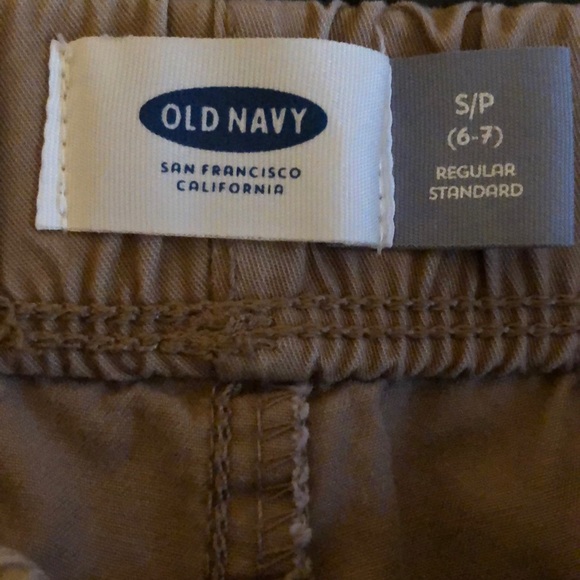 OLD NAVY
SAN FRANCISCO
CALIFORNIA
S/P
(6-7)
REGULAR
STANDARD